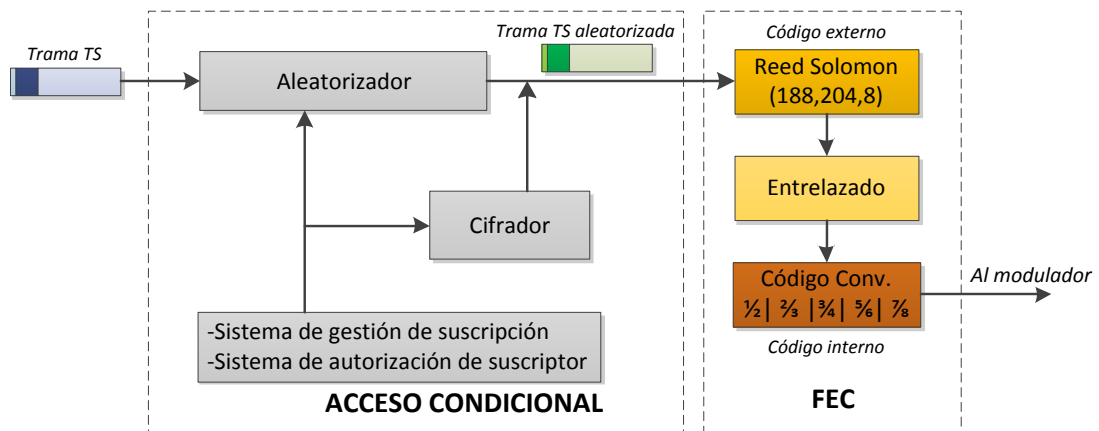 Trama TS
Aleatorizador
Trama TS aleatorizada
Cifrador
-Sistema de gestión de suscripción
-Sistema de autorización de suscriptor
ACCESO CONDICIONAL
Código externo
Reed Solomon
(188,204,8)
Entrelazado
Código Conv.
½| ⅔ |¾| ⅚| ⅞
Código interno
FEC
Al modulador